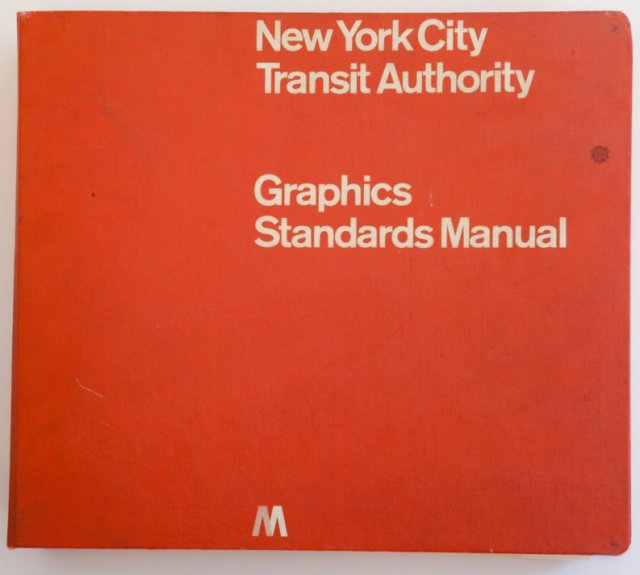 New York City
Transit Authority
Graphics
Standards Manual
M